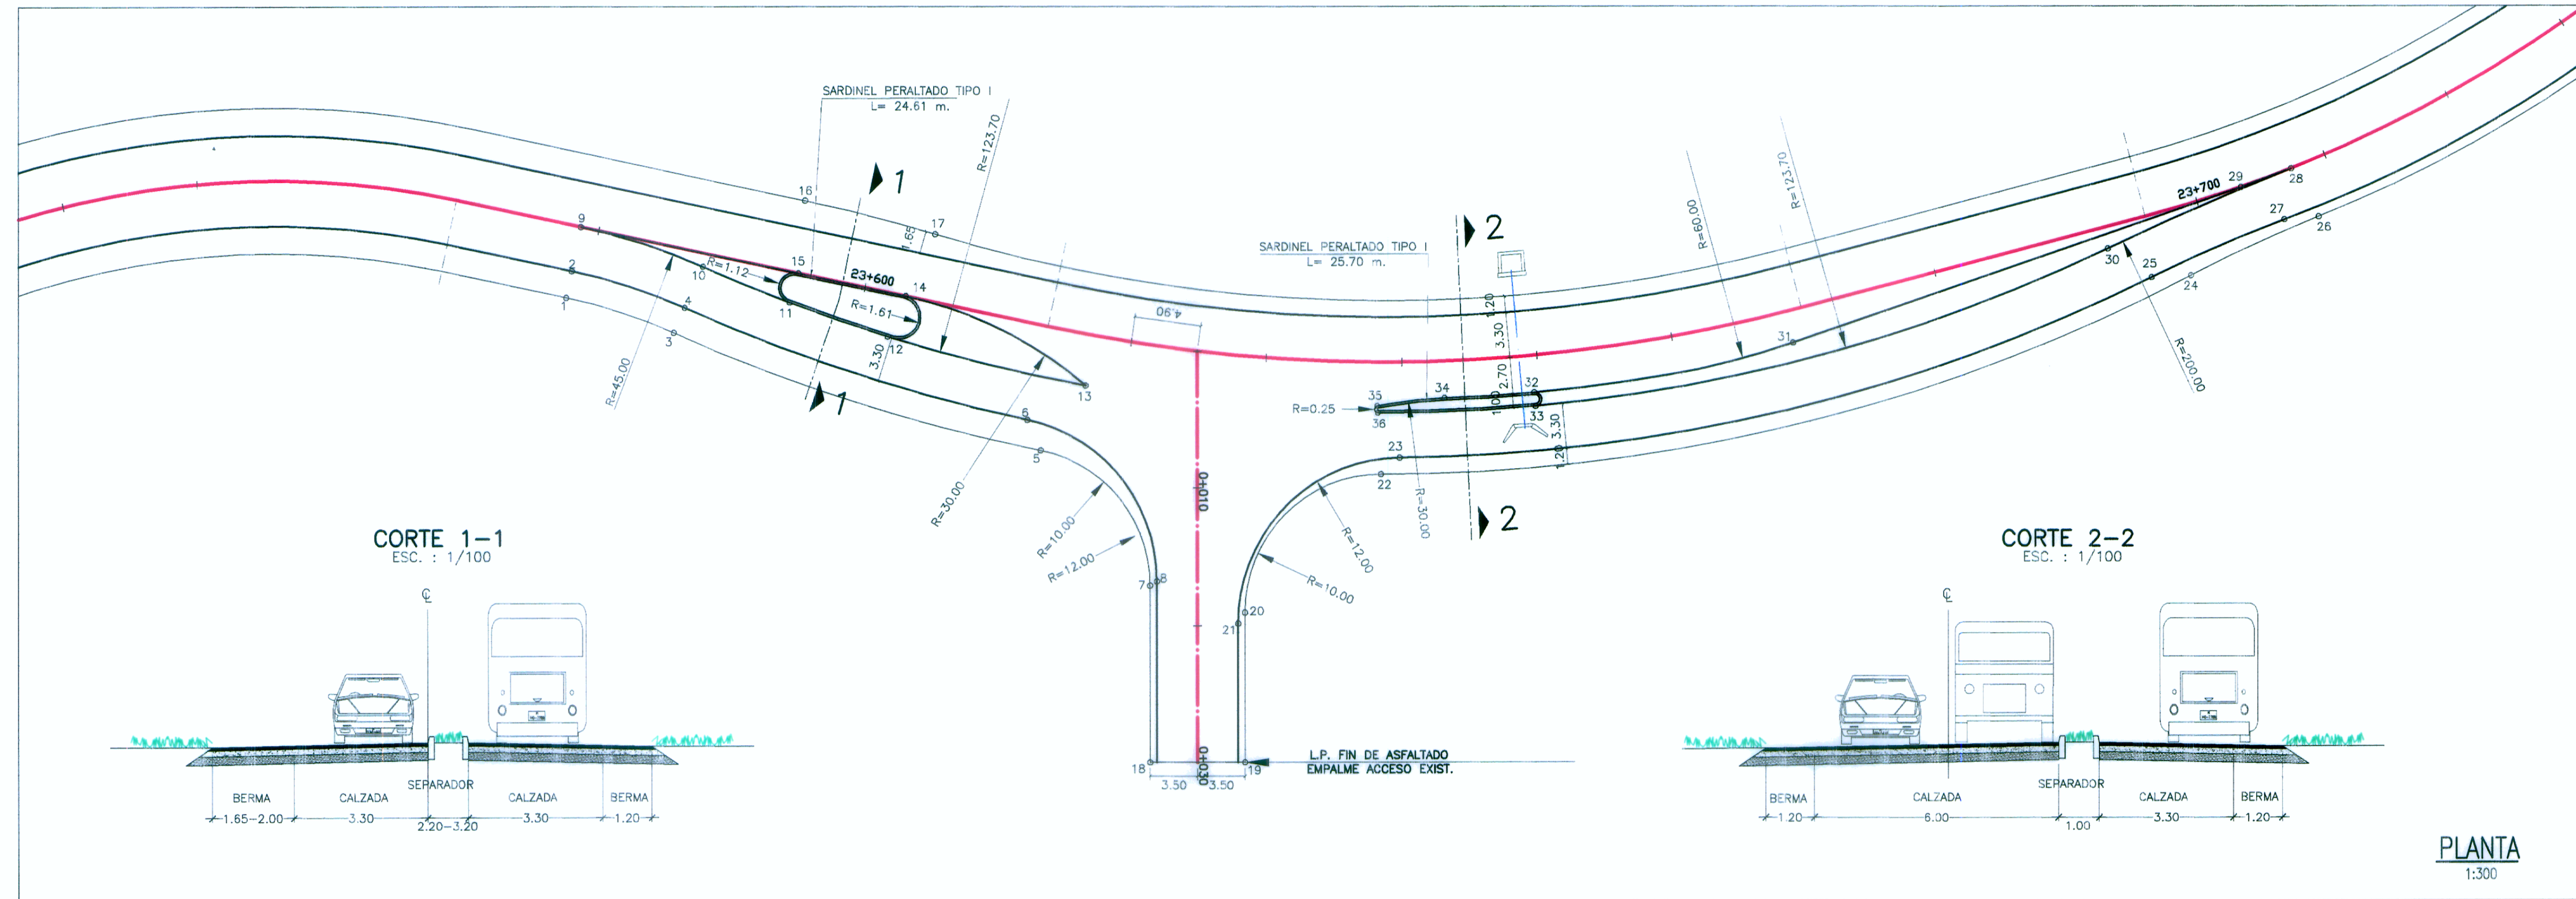 SARDINEL PERALTADO TIPO I
L= 24.61 m.
R=123.70
1
16
17
1.65
9
2
10
R=1.12
15
23+600
14
1
4
3
11
R=1.61
12
3.30
R=45.00
1
13
6
5
R=30.00
4.90
R=10.00
R=12.00
7
8
0+010
SARDINEL PERALTADO TIPO I
L= 25.70 m.
2
1.20
3.30
2.70
1.00
R=60.00
R=123.70
23+700
29
28
27
26
30
25
24
R=200.00
31
32
33
34
35
36
R=0.25
3.30
1.20
23
22
R=30.00
2
R=12.00
R=10.00
20
21
18
19
0+030
3.50
3.50
L.P. FIN DE ASFALTADO
EMPALME ACCESO EXIST.
CORTE 1-1
ESC. : 1/100
BERMA
CALZADA
SEPARADOR
CALZADA
BERMA
1.65-2.00
3.30
2.20-3.20
3.30
1.20
CORTE 2-2
ESC. : 1/100
BERMA
CALZADA
SEPARADOR
CALZADA
BERMA
1.20
6.00
1.00
3.30
1.20
PLANTA
1:300